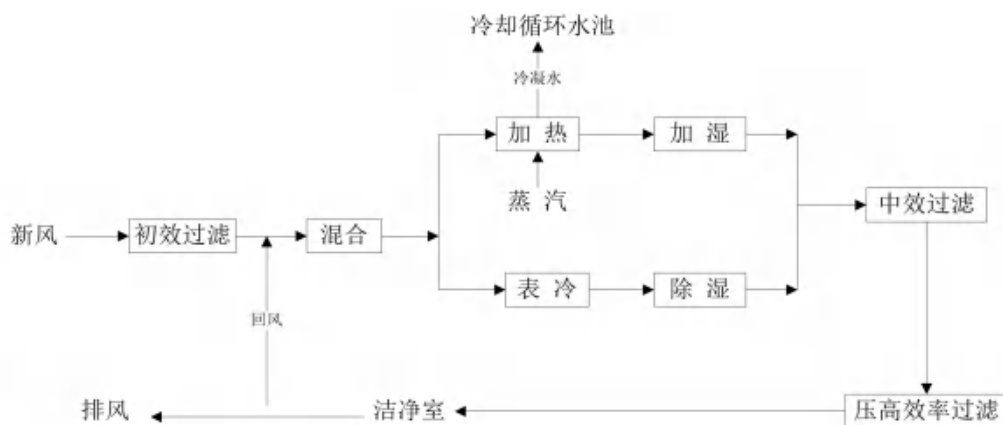 冷却循环水池
冷凝水
加热
加湿
蒸汽
中效过滤
新风
初效过滤
混合
表冷
除湿
回风
排风
洁净室
压高效率过滤